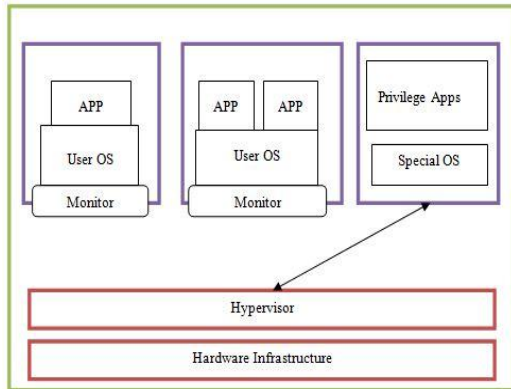 APP
User OS
Monitor
APP APP
User OS
Monitor
Privilege Apps
Special OS
Hypervisor
Hardware Infrastructure